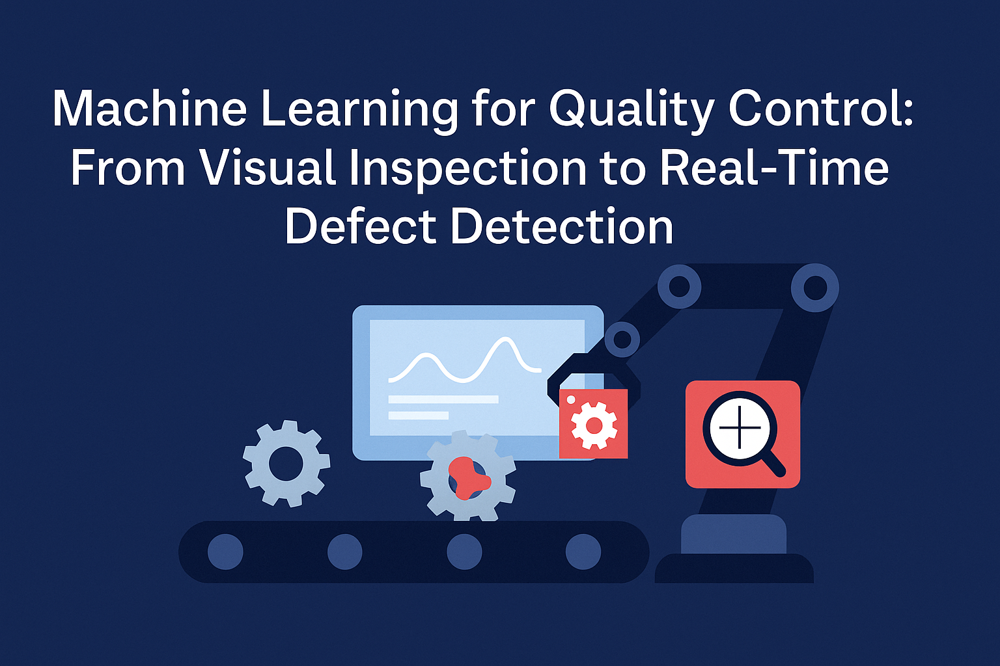 Machine Learning for Quality Control:
From Visual Inspection to Real-Time
Defect Detection